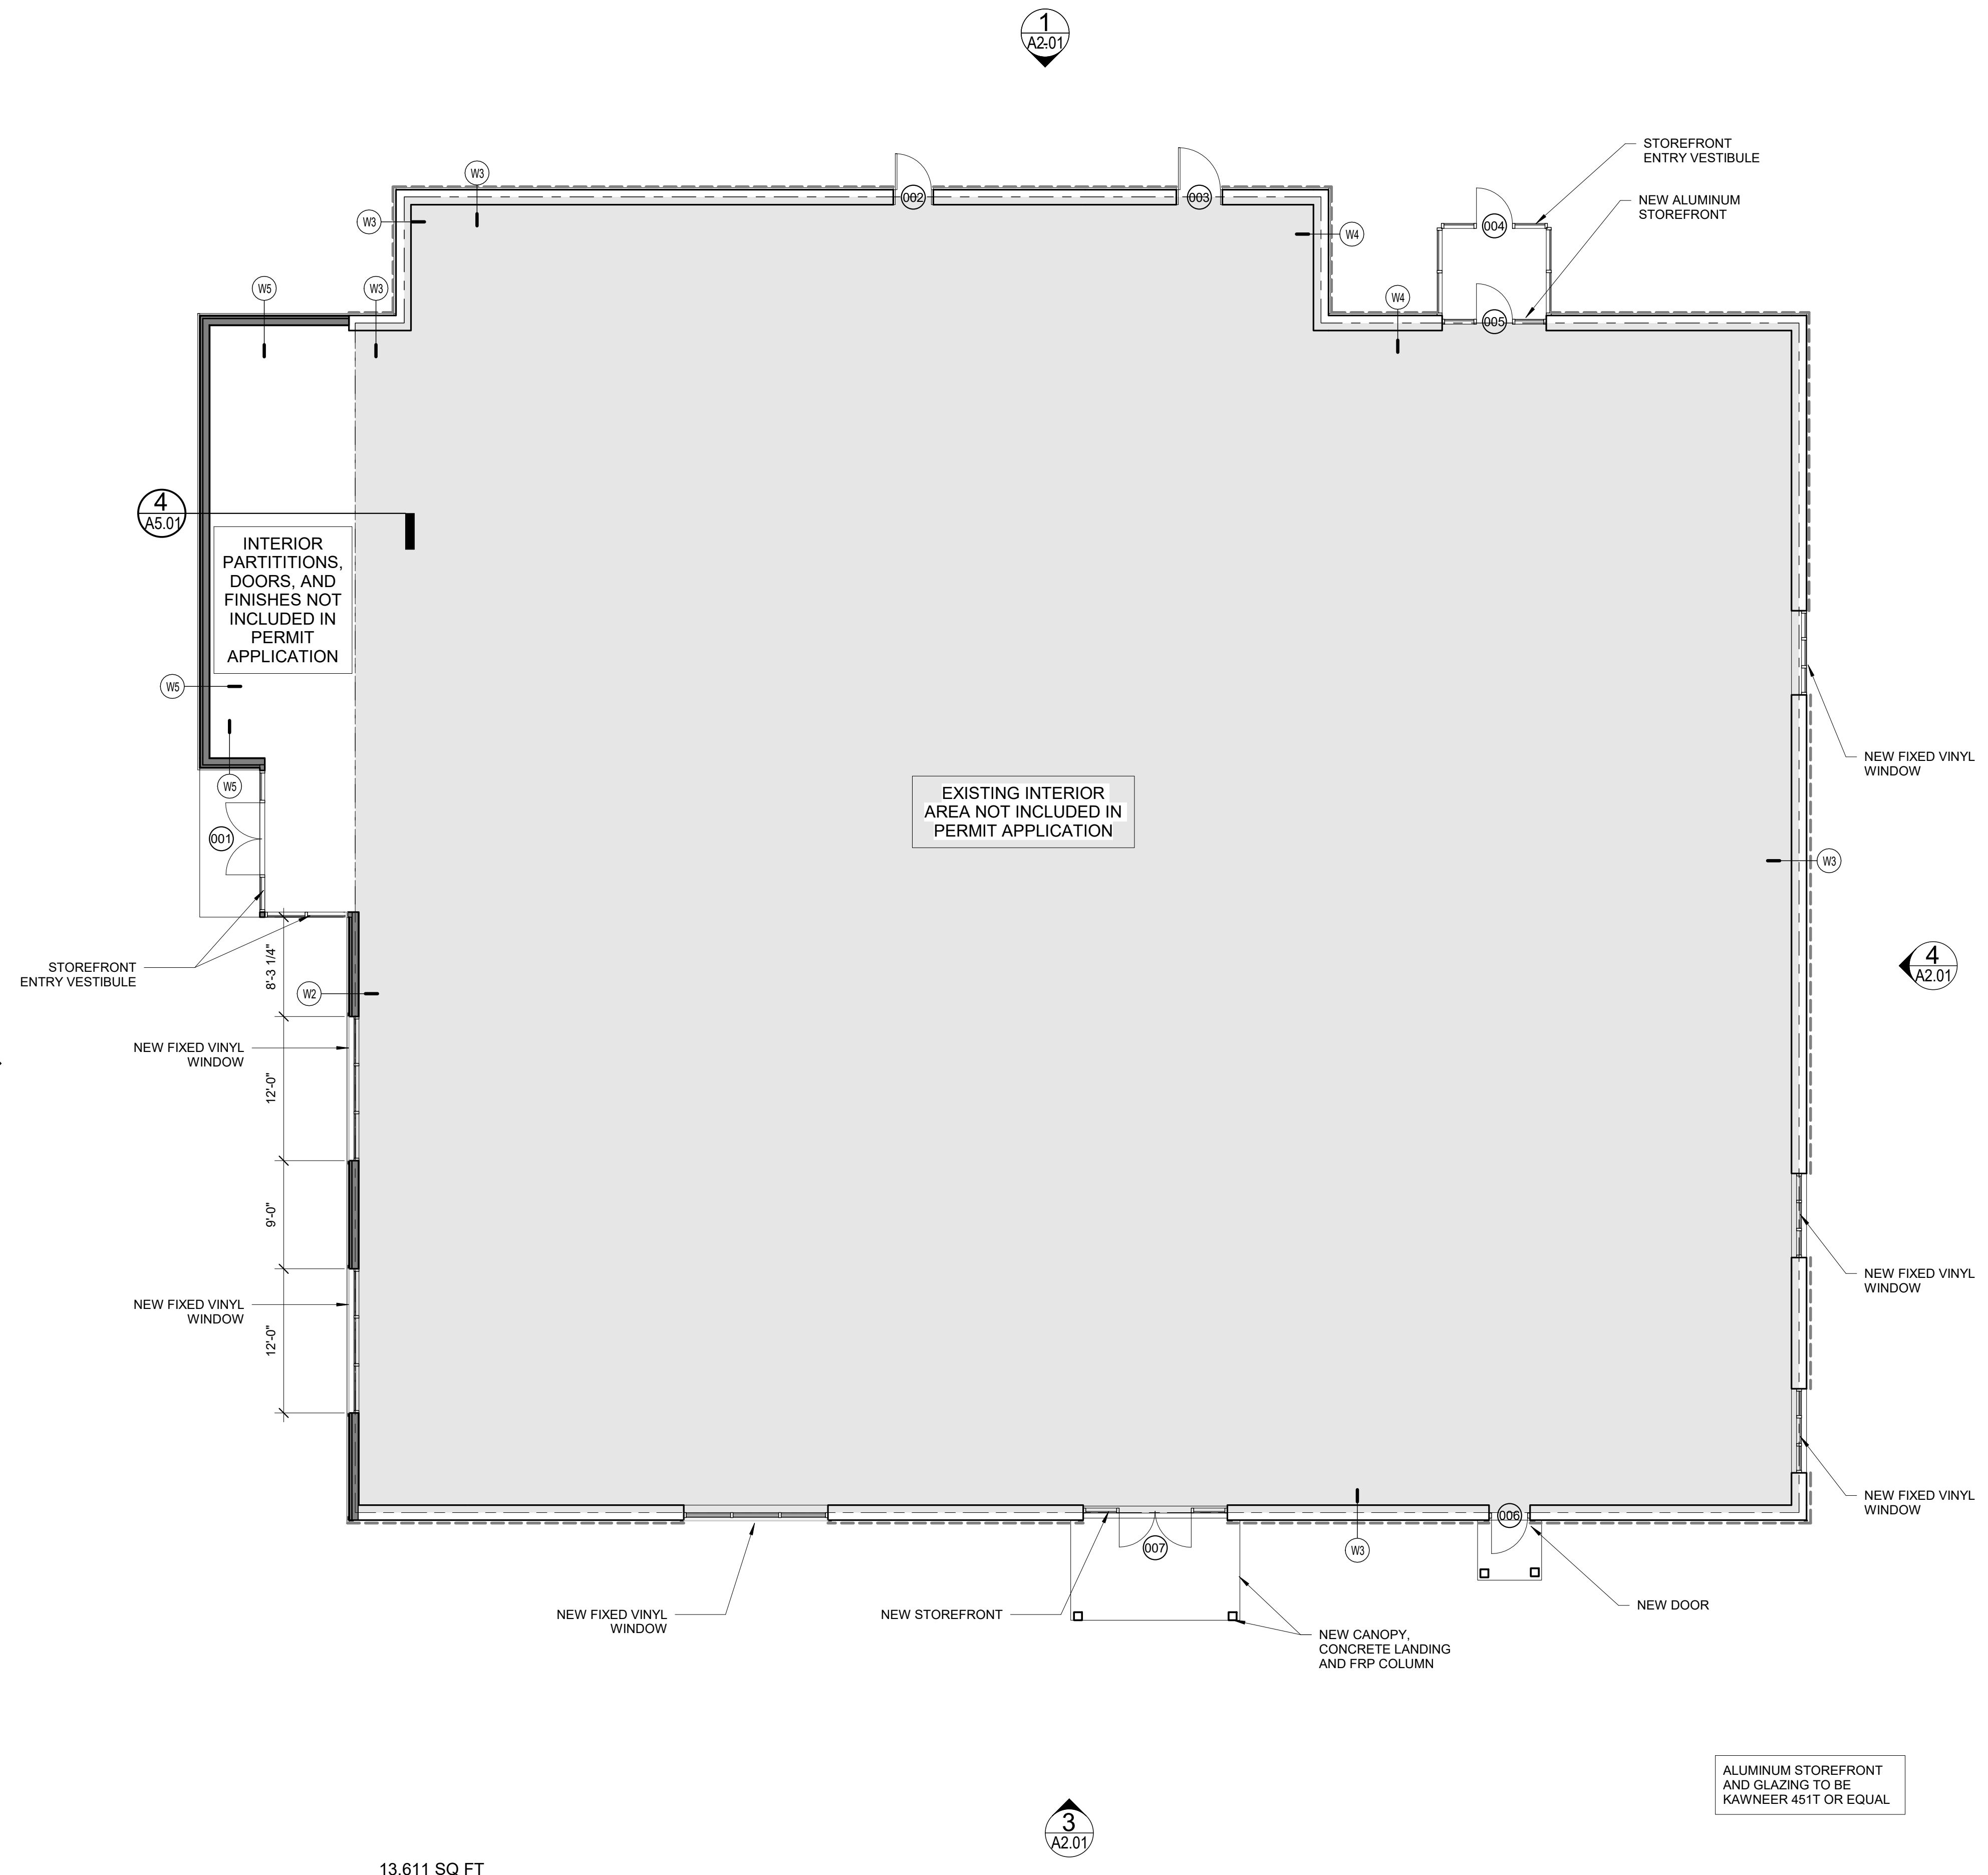 1
A2.01
STOREFRONT
ENTRY VESTIBULE
W3
002
003
NEW ALUMINUM
STOREFRONT
W3
004
W4
W5
W3
W4
005
4
A5.01
INTERIOR
PARTITITIONS,
DOORS, AND
FINISHES NOT
INCLUDED IN
PERMIT
APPLICATION
W5
W5
001
NEW FIXED VINYL
WINDOW
EXISTING INTERIOR
AREA NOT INCLUDED IN
PERMIT APPLICATION
W3
STOREFRONT
ENTRY VESTIBULE
8'-3 1/4"
4
A2.01
W2
NEW FIXED VINYL
WINDOW
12'-0"
9'-0"
NEW FIXED VINYL
WINDOW
NEW FIXED VINYL
WINDOW
12'-0"
NEW FIXED VINYL
WINDOW
006
007
W3
NEW FIXED VINYL
WINDOW
NEW STOREFRONT
NEW DOOR
NEW CANOPY,
CONCRETE LANDING
AND FRP COLUMN
ALUMINUM STOREFRONT
AND GLAZING TO BE
KAWNEER 451T OR EQUAL
3
A2.01
13,611 SQ FT